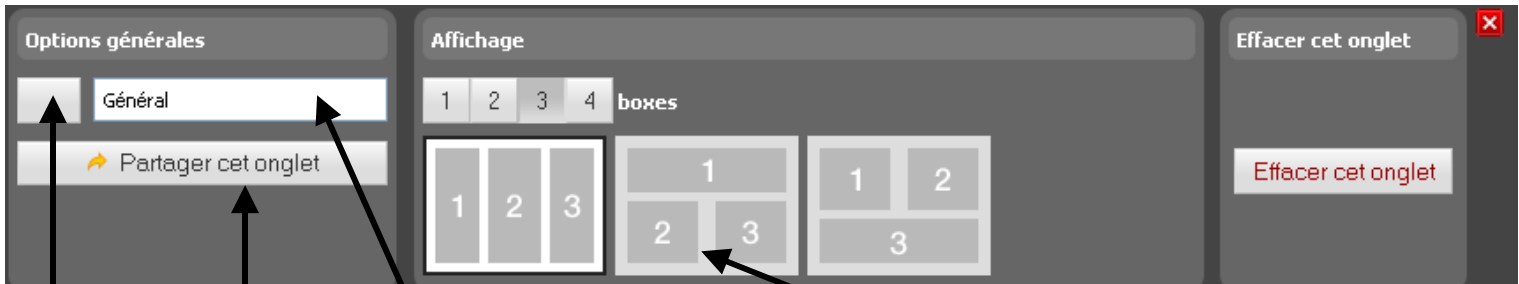 Options générales
Général
Partager cet onglet
Affichage
1 2 3 4 boxes
1 2 3
1
2 3
1 2
3
Effacer cet onglet
Effacer cet onglet